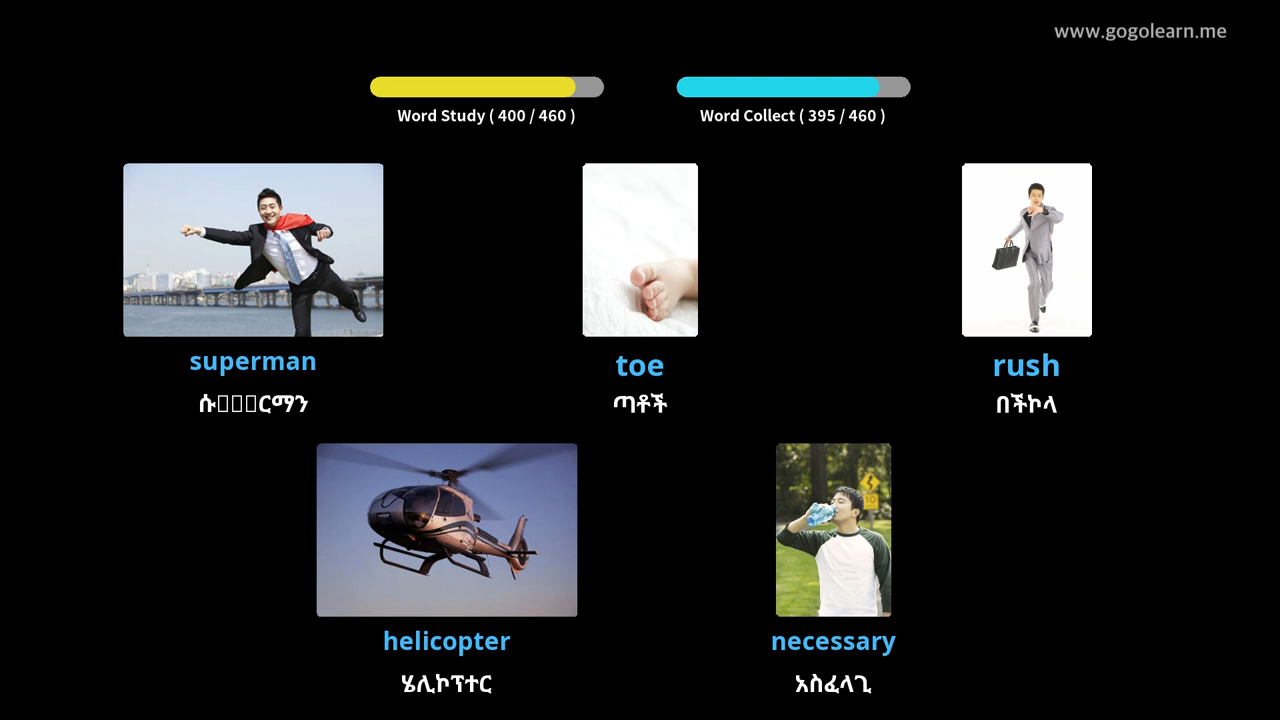 www.gogolearn.me
Word Study ( 400 / 460 )
Word Collect ( 395 / 460 )
superman
toe
rush
ጣቶች
በችኮላ
helicopter
necessary
ሄሊኮፕተር
አስፈላጊ